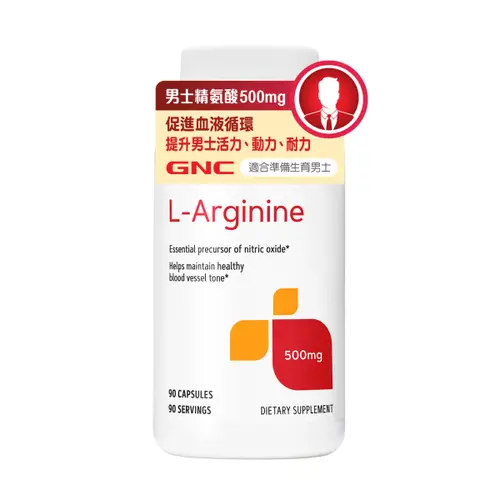 男士精氨酸500mg
促進血液循環
提升男士活力、動力、耐力
GNC 適合準備生育男士
L-Arginine
Essential precursor of nitric oxide*
Helps maintain healthy
blood vessel tone*
500mg
90 CAPSULES
90 SERVINGS
DIETARY SUPPLEMENT